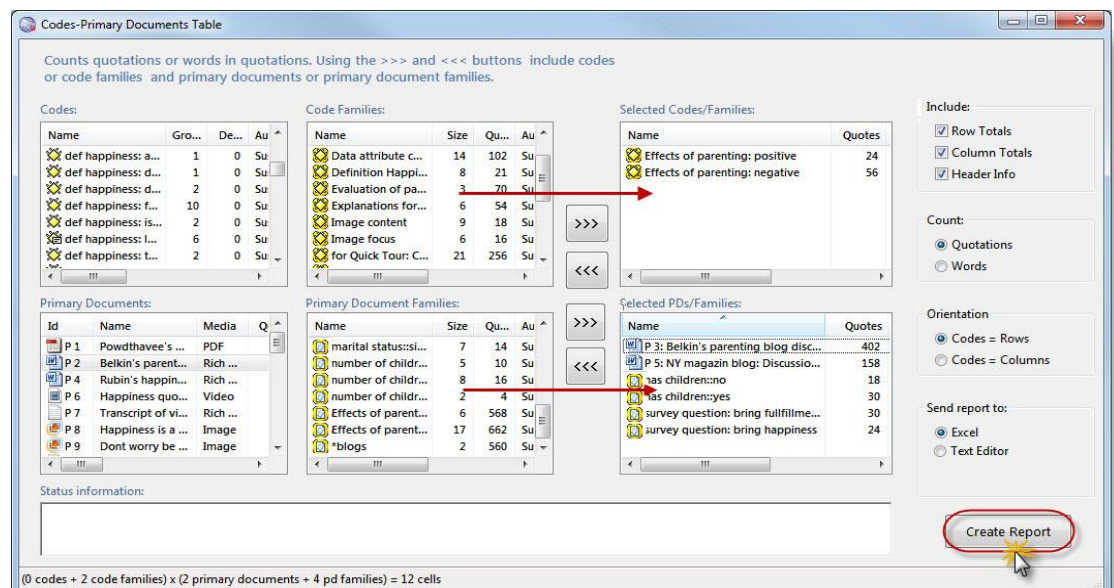 Codes-Primary Documents Table
Counts quotations or words in quotations. Using the >>> and <<< buttons include codes
or code families and primary documents or primary document families.
Codes:
Name Gro... De... Au
def happiness: a... 1 0 Su
def happiness: d... 1 0 Su
def happiness: d... 2 0 Su
def happiness: f... 10 0 Su
def happiness: is... 2 0 Su
def happiness: l... 6 0 Su
def happiness: t... 2 0 Su
Code Families:
Name Size Qu... Au
Data attribute c... 14 102 Su
Definition Happi... 8 21 Su
Evaluation of pa... 3 70 Su
Explanations for... 6 54 Su
Image content 9 18 Su
Image focus 6 16 Su
for Quick Tour: C... 21 256 Su
>>>
<<<
Selected Codes/Families:
Name Quotes
Effects of parenting: positive 24
Effects of parenting: negative 56
Primary Documents:
Id Name Media Q
P 1 Powdthavee's ... PDF
P 2 Belkin's parent... Rich ...
P 4 Rubin's happin... Rich ...
P 6 Happiness quo... Video
P 7 Transcript of vi... Rich ...
P 8 Happiness is a ... Image
P 9 Dont worry be ... Image
Primary Document Families:
Name Size Qu... Au
marital status::si... 7 14 Su
number of childr... 5 10 Su
number of childr... 8 16 Su
number of childr... 2 4 Su
Effects of parent... 6 568 Su
Effects of parent... 17 662 Su
*blogs 2 560 Su
>>>
<<<
Selected PDs/Families:
Name Quotes
P 3: Belkin's parenting blog disc... 402
P 5: NY magazin blog: Discussio... 158
has children::no 18
has children::yes 30
survey question: bring fullfillme... 30
survey question: bring happiness 24
Include:
Row Totals
Column Totals
Header Info
Count:
Quotations
Words
Orientation
Codes = Rows
Codes = Columns
Send report to:
Excel
Text Editor
Status information:
Create Report
(0 codes + 2 code families) x (2 primary documents + 4 pd families) = 12 cells